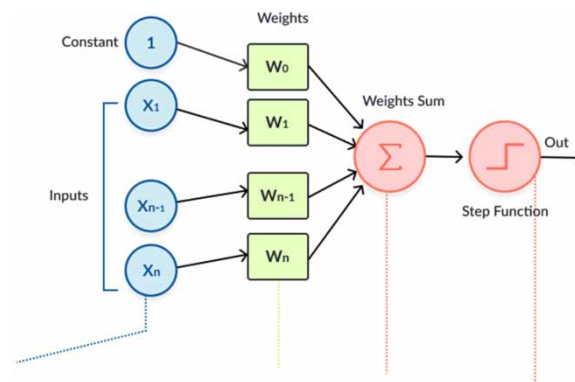 Weights
Constant
1
W0
X1
W1
Weights Sum
Σ
Out
Inputs
Xn-1
Wn-1
Step Function
Xn
Wn